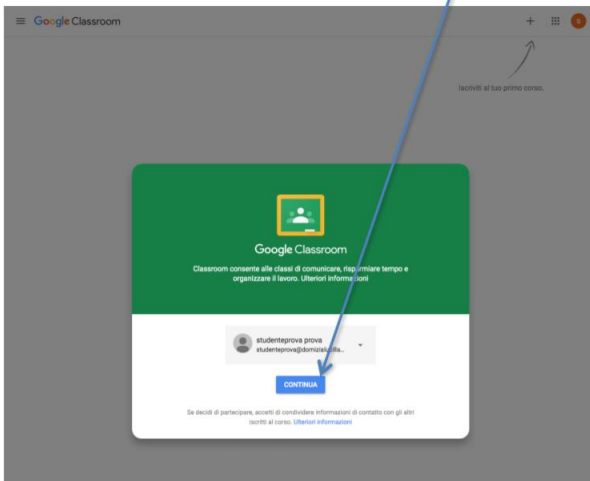 Google Classroom
Iscriviti al tuo primo corso.
Google Classroom
Classroom consente alle classi di comunicare, risparmiare tempo e
organizzare il lavoro. Ulteriori informazioni
studenteprova prova
CONTINUA
Se decidi di partecipare, accetti di condividere informazioni di contatto con gli altri
iscritti al corso. Ulteriori informazioni